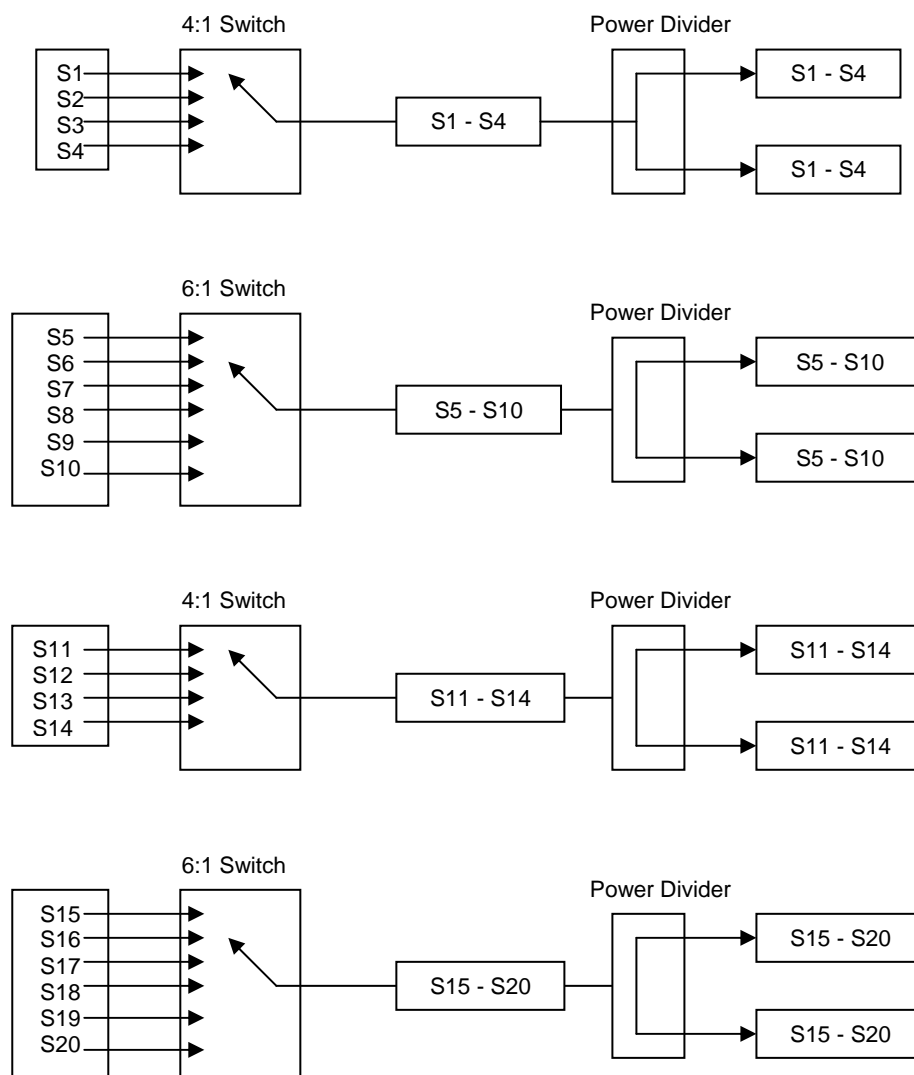 4:1 Switch
Power Divider
S1
S2
S3
S4
S1 - S4
S1 - S4
S1 - S4
6:1 Switch
Power Divider
S5
S6
S7
S8
S9
S10
S5 - S10
S5 - S10
S5 - S10
4:1 Switch
Power Divider
S11
S12
S13
S14
S11 - S14
S11 - S14
S11 - S14
6:1 Switch
Power Divider
S15
S16
S17
S18
S19
S20
S15 - S20
S15 - S20
S15 - S20